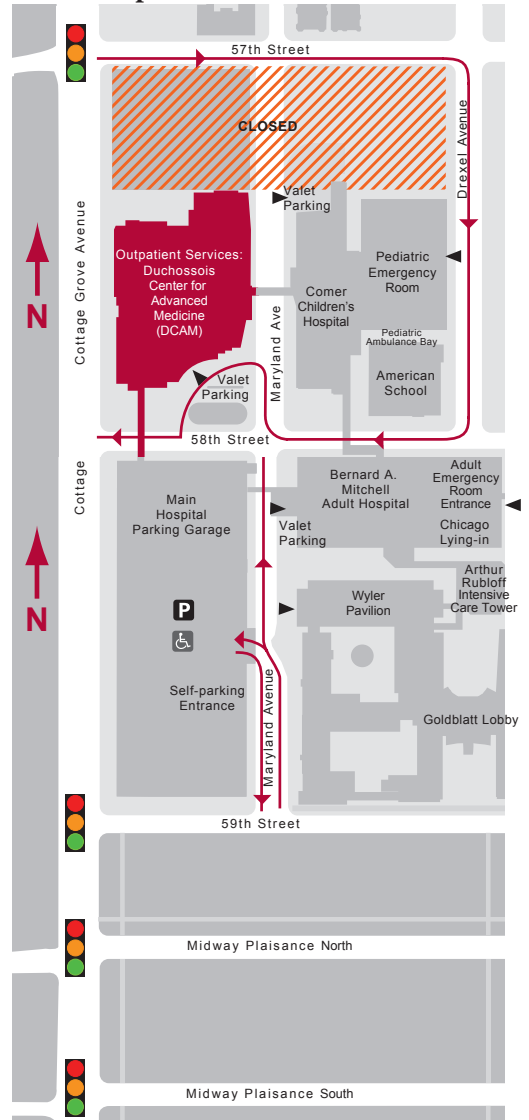 57th Street
CLOSED
Drexel Avenue
Valet
Parking
Cottage Grove Avenue
N
Outpatient Services:
Duchossois
Center for
Advanced
Medicine
(DCAM)
Pediatric
Emergency
Room
Comer
Children's
Hospital
Maryland Ave
Pediatric
Ambulance Bay
American
School
Valet
Parking
58th Street
Cottage
N
Main
Hospital
Parking Garage
Bernard A.
Mitchell
Adult Hospital
Adult
Emergency
Room
Entrance
Chicago
Lying-in
Valet
Parking
Arthur
Rubloff
Intensive
Care Tower
Wyler
Pavilion
P
Self-parking
Entrance
Maryland Avenue
Goldblatt Lobby
59th Street
Midway Plaisance North
Midway Plaisance South